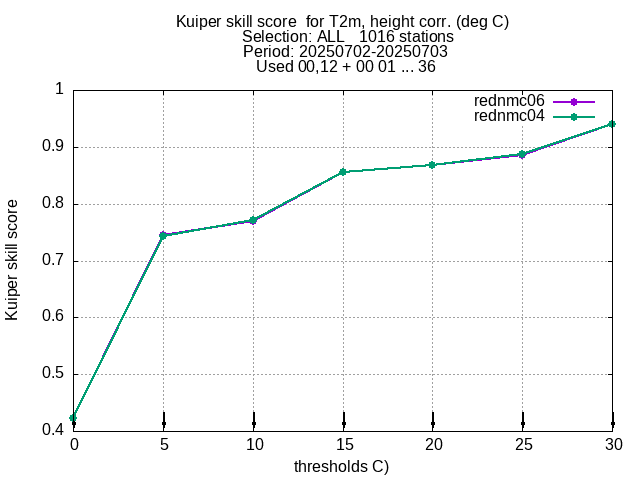 Kuiper skill score  for T2m, height corr. (deg C)
Selection: ALL   1016 stations
Period: 20250702-20250703
Used 00,12 + 00 01 ... 36
rednmc06
rednmc04
Kuiper skill score
1
0.9
0.8
0.7
0.6
0.5
0.4
0 5 10 15 20 25 30
thresholds C)